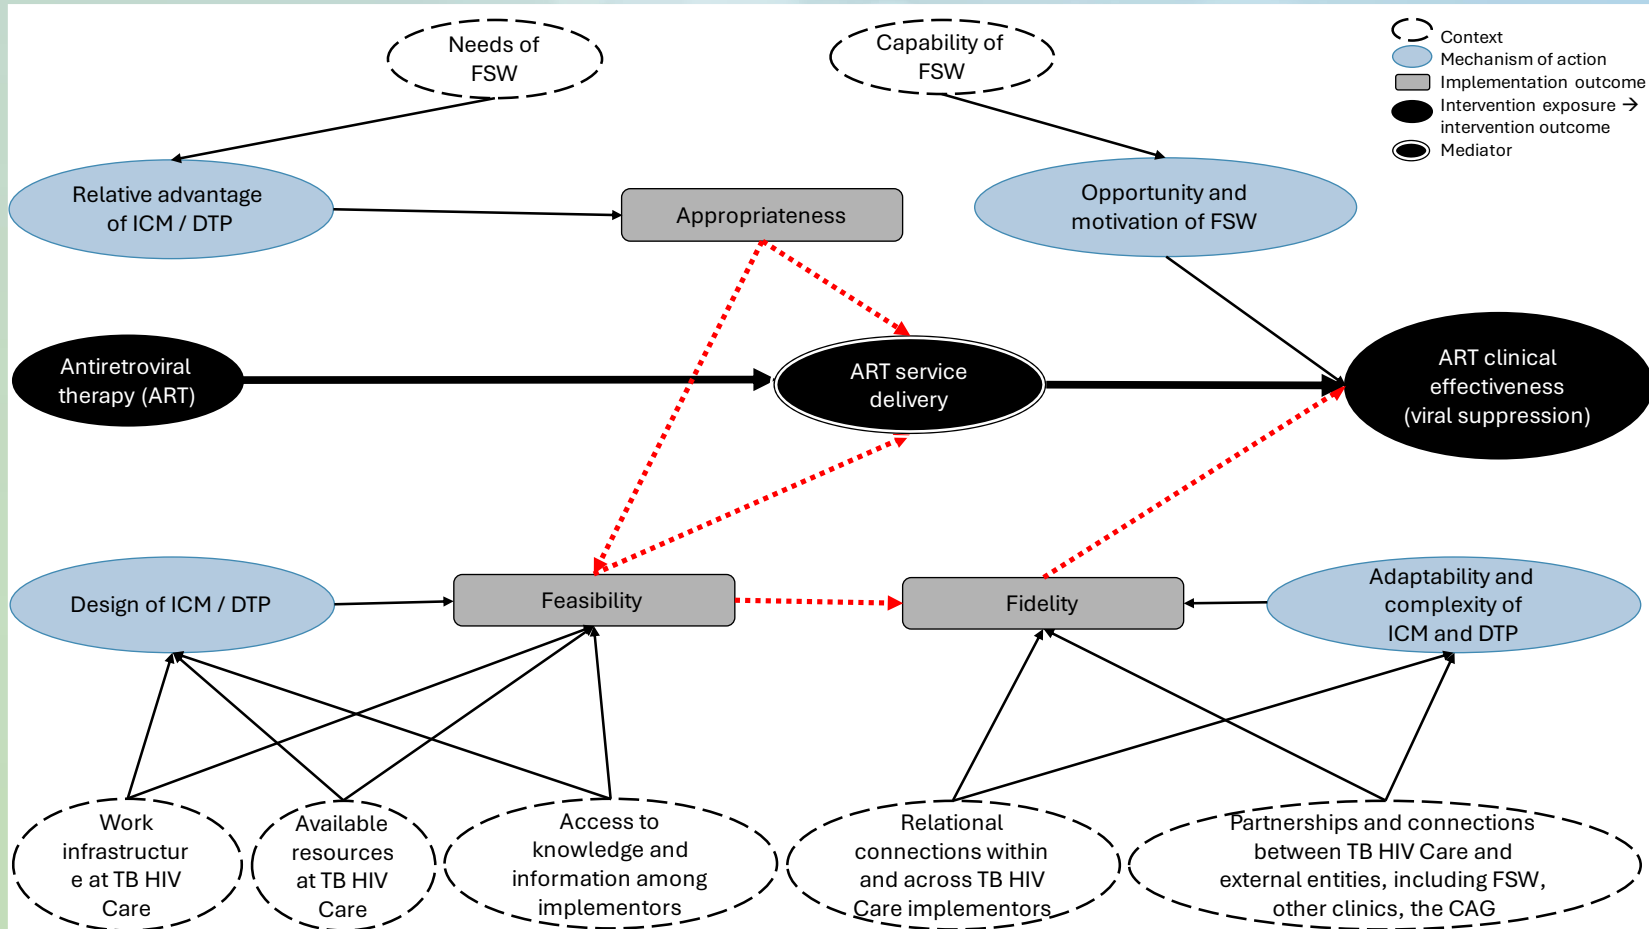 Needs of
FSW
Capability of
FSW
Context
Mechanism of action
Implementation outcome
Intervention exposure →
intervention outcome
Mediator
Relative advantage
of ICM / DTP
Appropriateness
Opportunity and
motivation of FSW
Antiretroviral
therapy (ART)
ART service
delivery
ART clinical
effectiveness
(viral suppression)
Design of ICM / DTP
Feasibility
Fidelity
Adaptability and
complexity of
ICM and DTP
Work
infrastructur
e at TB HIV
Care
Available
resources
at TB HIV
Care
Access to
knowledge and
information among
implementors
Relational
connections within
and across TB HIV
Care implementors
Partnerships and connections
between TB HIV Care and
external entities, including FSW,
other clinics, the CAG